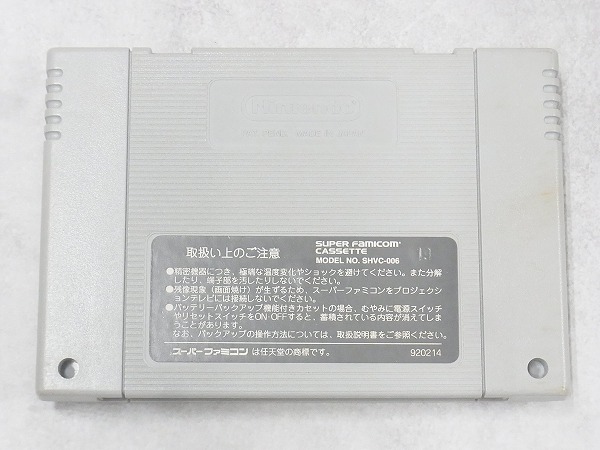 Nintendo
取扱い上のご注意
SUPER FAMICOM
CASSETTE
MODEL NO. SHVC-006
●精密機器につき、極端な温度変化やショックを避けてください。また分解
したり、端子部を汚したりしないでください。
●残像現象(画面焼け)が生ずるため、スーパーファミコンをプロジェク
ションテレビには接続しないでください。
●バッテリーバックアップ機能付きカセットの場合、むやみに電源スイッチ
やリセットスイッチをON・OFFすると、蓄積されている内容が消えてしま
うことがあります。
なお、バックアップの操作方法については、取扱説明書をご参照ください。
スーパーファミコン は任天堂の商標です。
920214